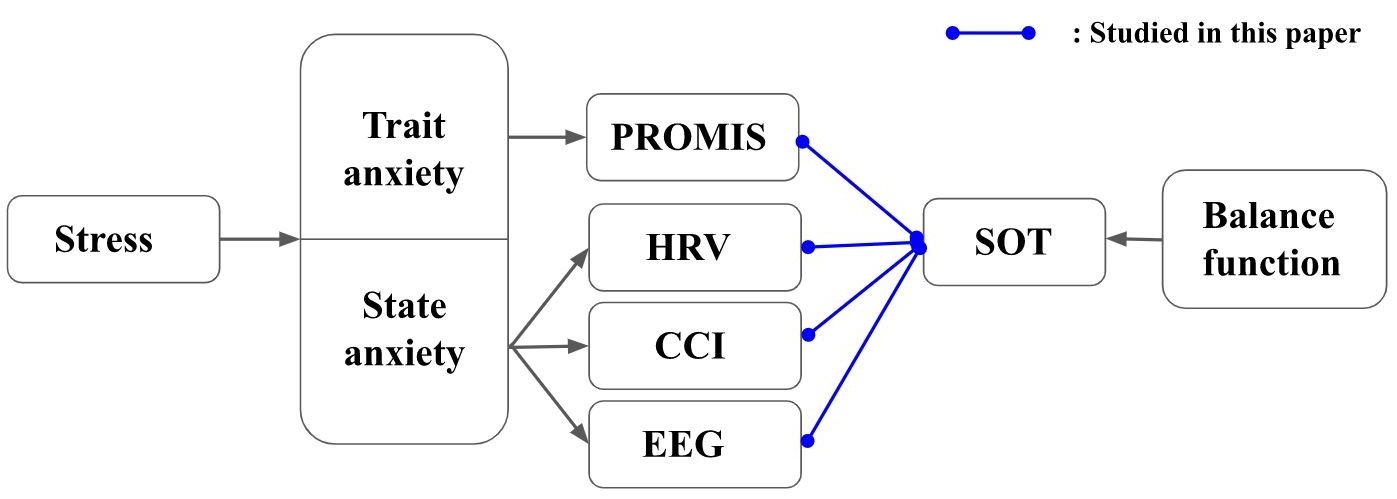 : Studied in this paper
Trait
anxiety
PROMIS
Stress
HRV
SOT
Balance
function
State
anxiety
CCI
EEG